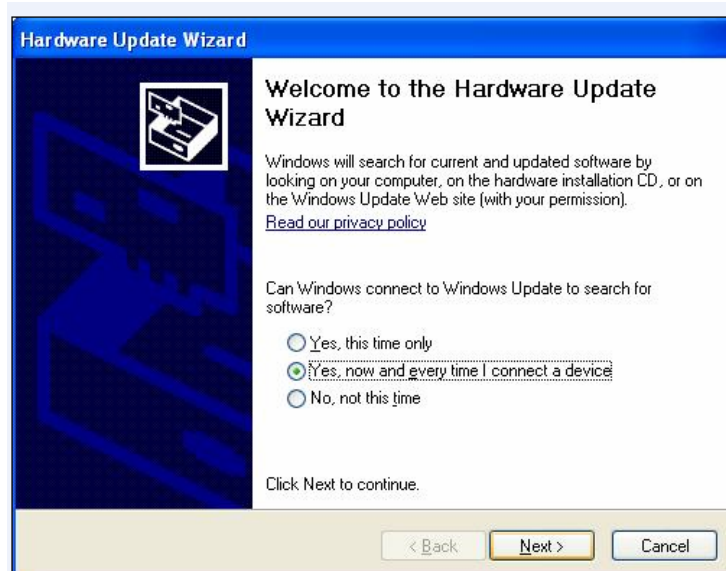 Hardware Update Wizard
Welcome to the Hardware Update
Wizard
Windows will search for current and updated software by
looking on your computer, on the hardware installation CD, or on
the Windows Update Web site (with your permission).
Read our privacy policy
Can Windows connect to Windows Update to search for
software?
Yes, this time only
Yes, now and every time I connect a device
No, not this time
Click Next to continue.
< Back
Next >
Cancel